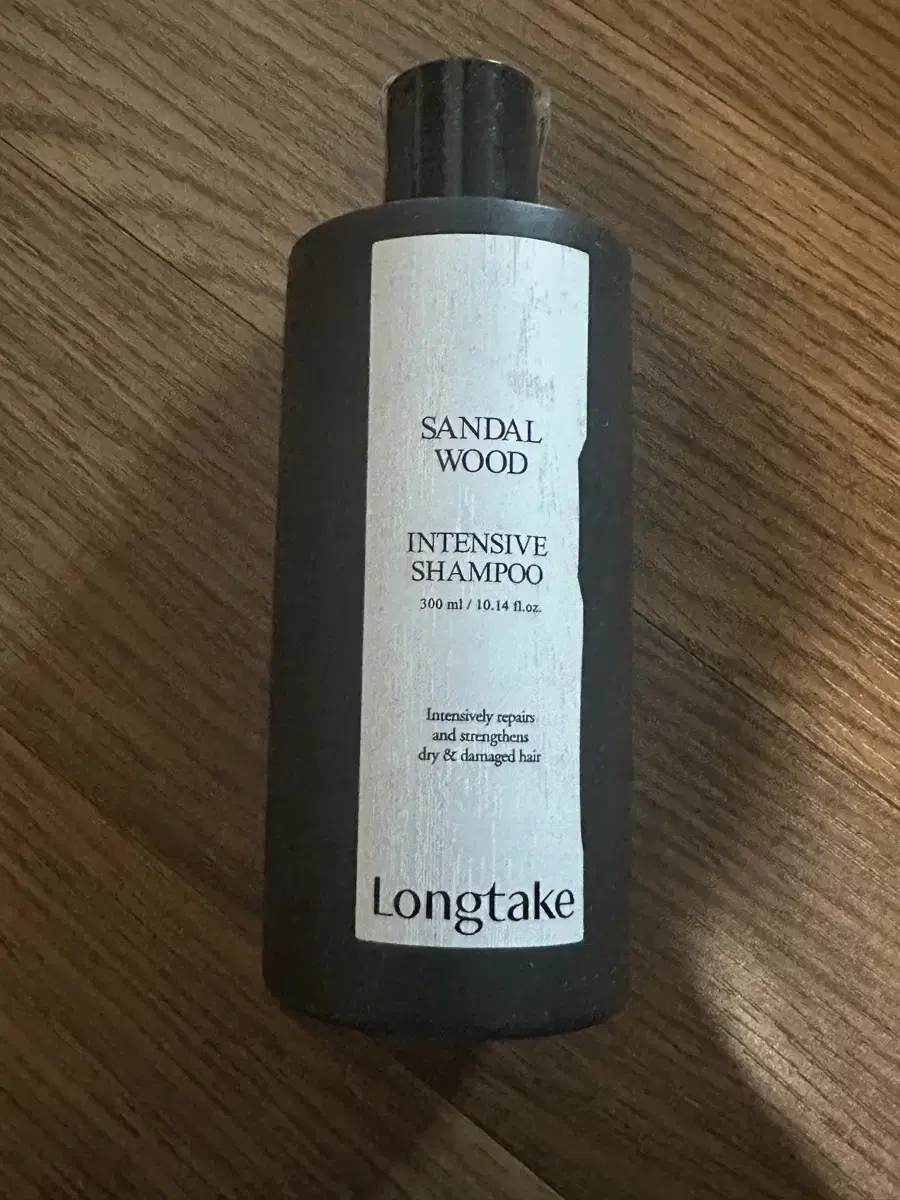 SANDAL
WOOD
INTENSIVE
SHAMPOO
300 ml / 10.14 fl.oz.
Intensively repairs
and strengthens
dry & damaged hair
Longtake